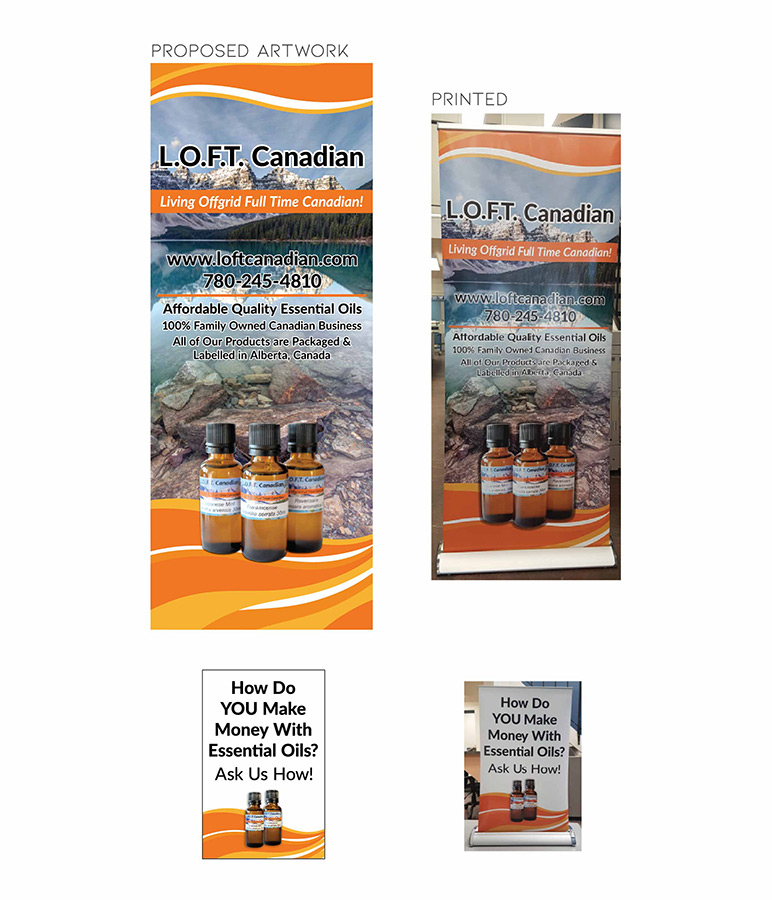 PROPOSED ARTWORK
L.O.F.T. Canadian
Living Offgrid Full Time Canadian!
www.loftcanadian.com
780-245-4810
Affordable Quality Essential Oils
100% Family Owned Canadian Business
All of Our Products are Packaged &
Labelled in Alberta, Canada
L.O.F.T. Canadian
PRINTED
L.O.F.T. Canadian
Living Offgrid Full Time Canadian!
www.loftcanadian.com
780-245-4810
Affordable Quality Essential Oils
100% Family Owned Canadian Business
All of Our Products are Packaged &
Labelled in Alberta, Canada
How Do
YOU Make
Money With
Essential Oils?
Ask Us How!
How Do
YOU Make
Money With
Essential Oils?
Ask Us How!